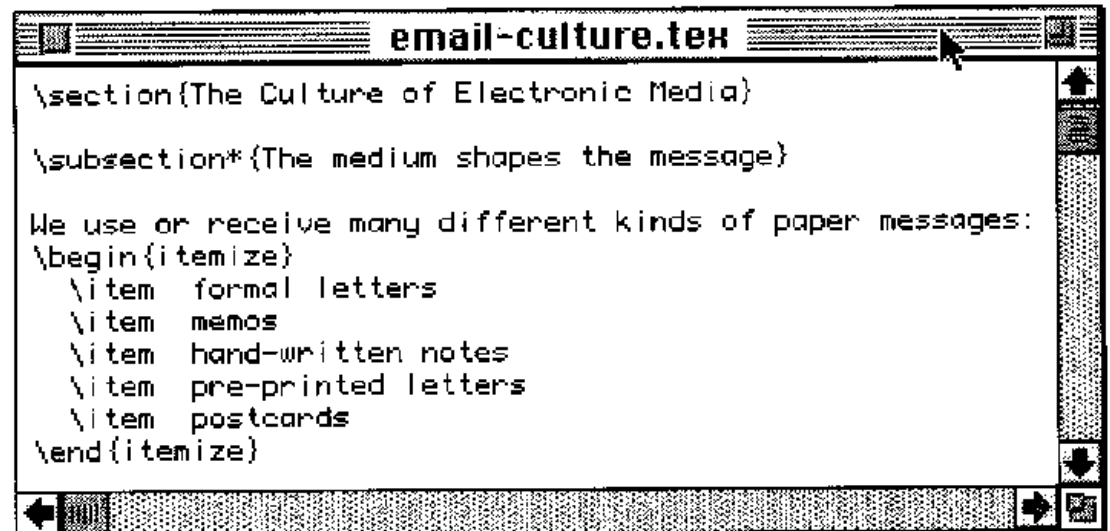 email-culture.tex
\section{The Culture of Electronic Media}
\subsection*{The medium shapes the message}
We use or receive many different kinds of paper messages:
\begin{itemize}
\item formal letters
\item memos
\item hand-written notes
\item pre-printed letters
\item postcards
\end{itemize}